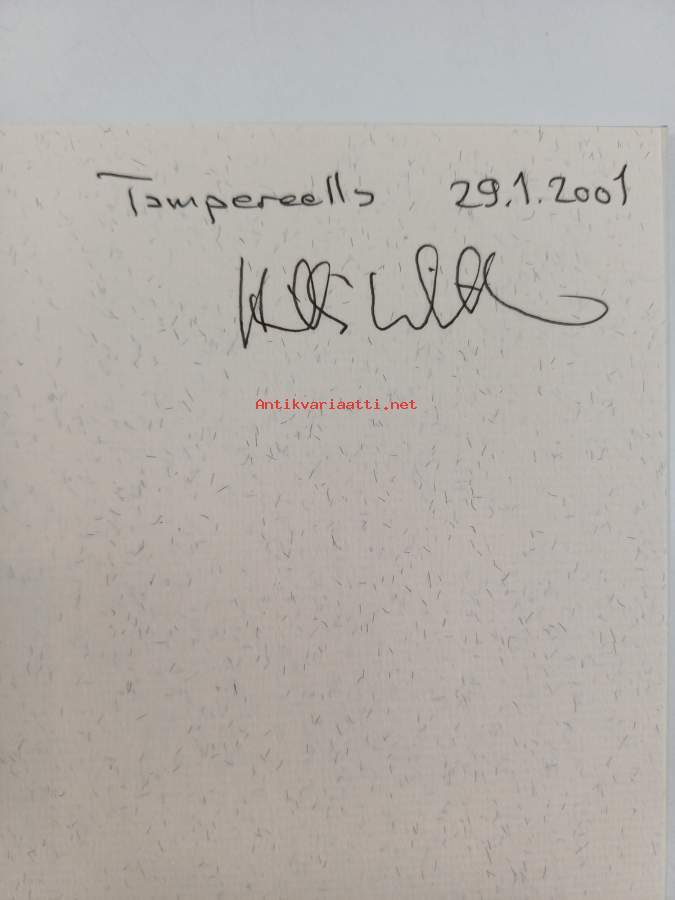 Tampereella 29.1.2001
Antikvariaatti.net